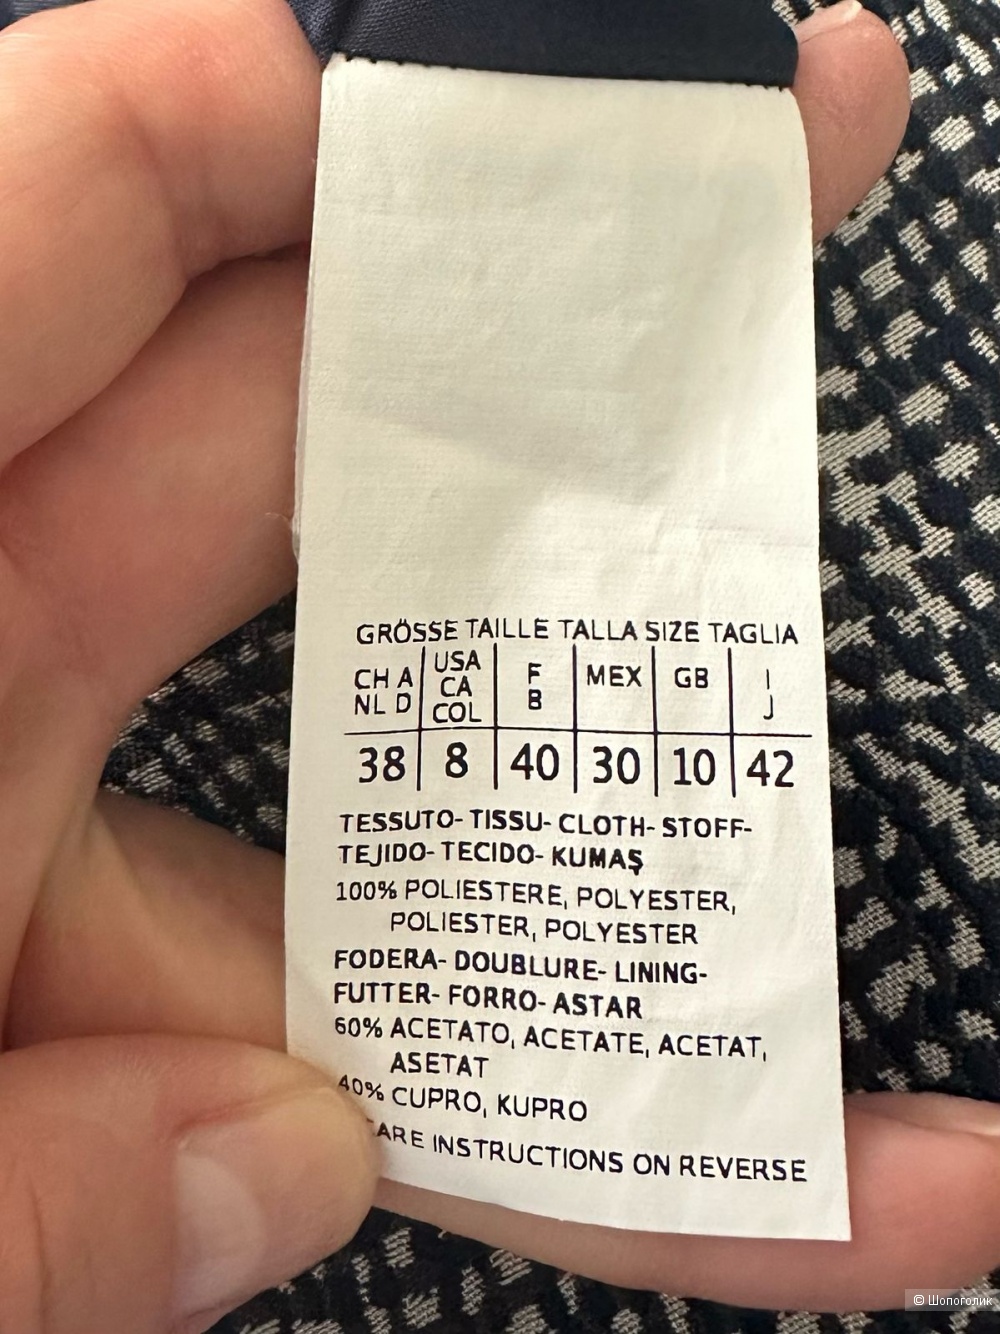 GRÖSSE TAILLE TALLA SIZE TAGLIA
CH A NL D | USA CA COL | F B | MEX | GB | I J
38 | 8 | 40 | 30 | 10 | 42
TESSUTO- TISSU- CLOTH- STOFF-
TEJIDO- TECIDO- KUMAŞ
100% POLIESTERE, POLYESTER,
POLIESTER, POLYESTER
FODERA- DOUBLURE- LINING-
FUTTER- FORRO- ASTAR
60% ACETATO, ACETATE, ACETAT,
ASETAT
40% CUPRO, KUPRO
CARE INSTRUCTIONS ON REVERSE
© Шопоголик